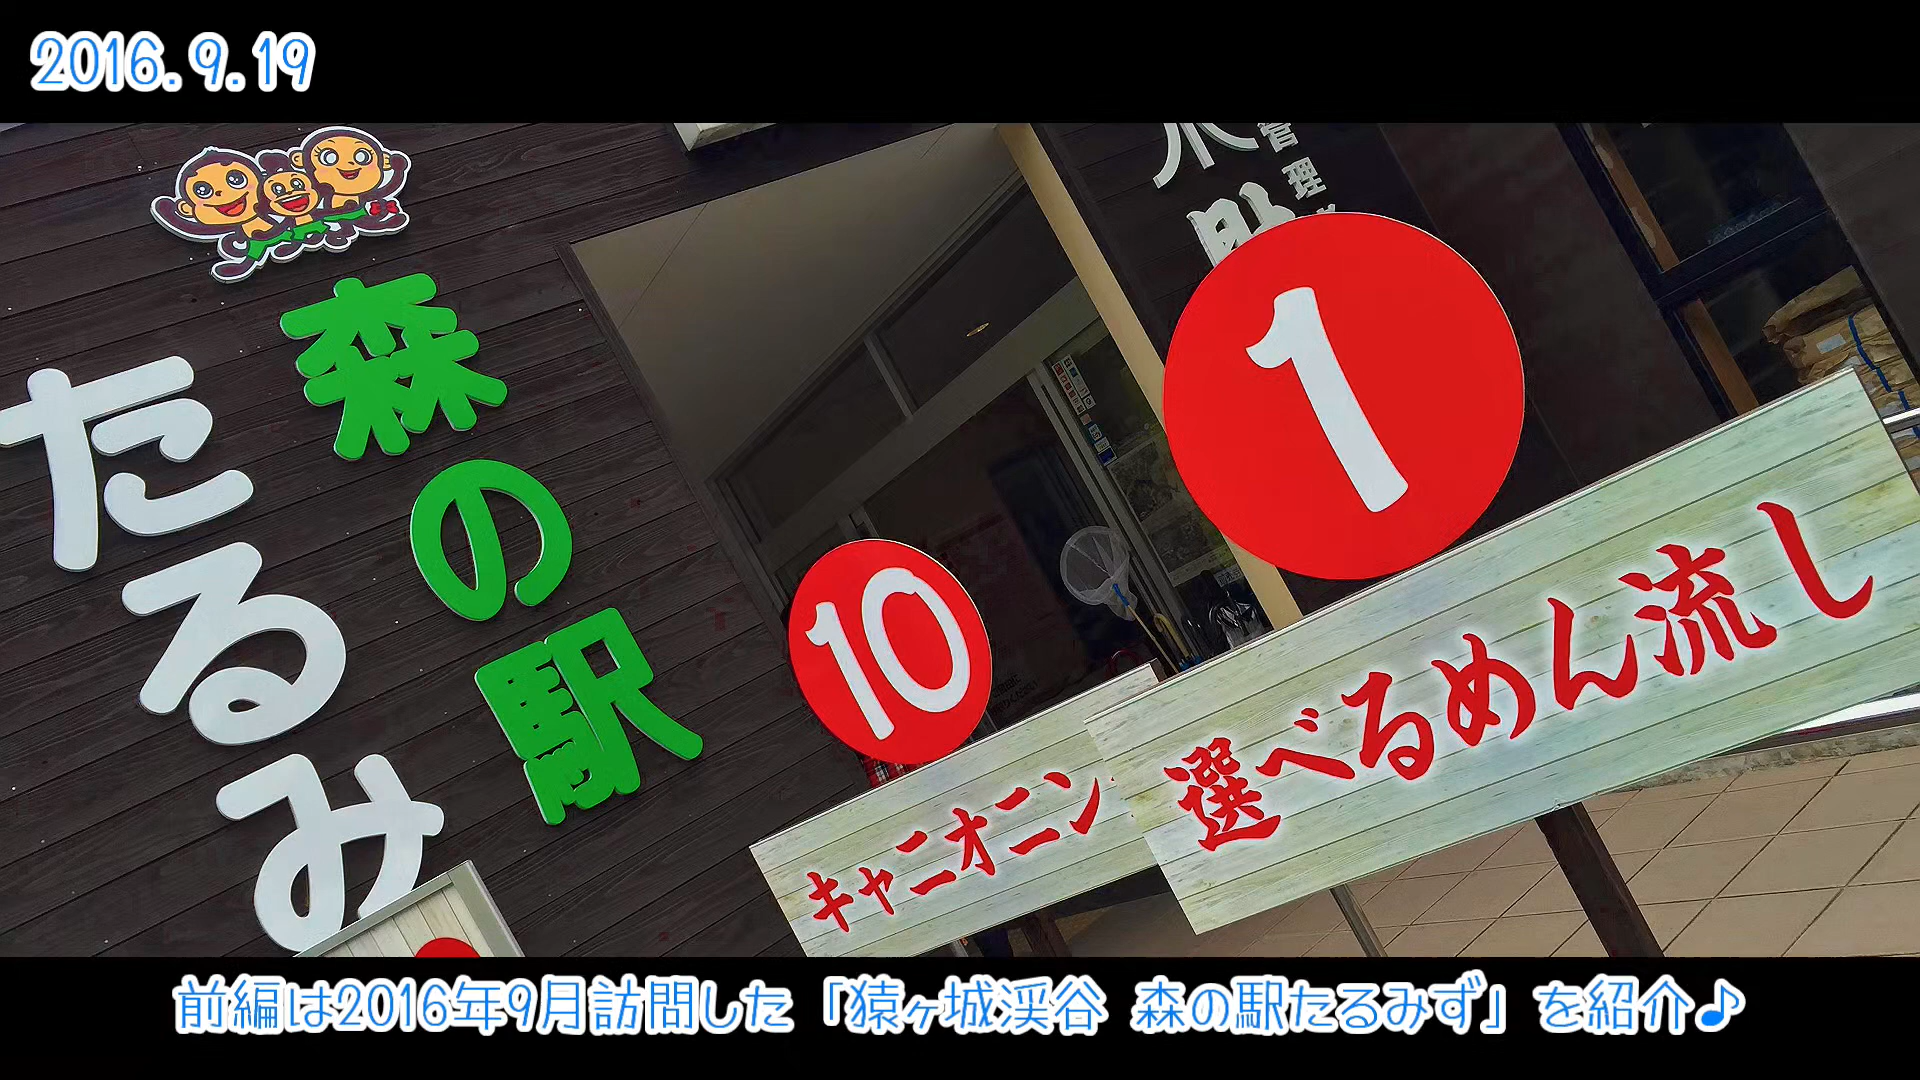 2016.9.19
森の駅
たるみ
管理
1
10
選べるめん流し
キャニオニン
前編は2016年9月訪問した「猿ヶ城渓谷 森の駅たるみず」を紹介♪